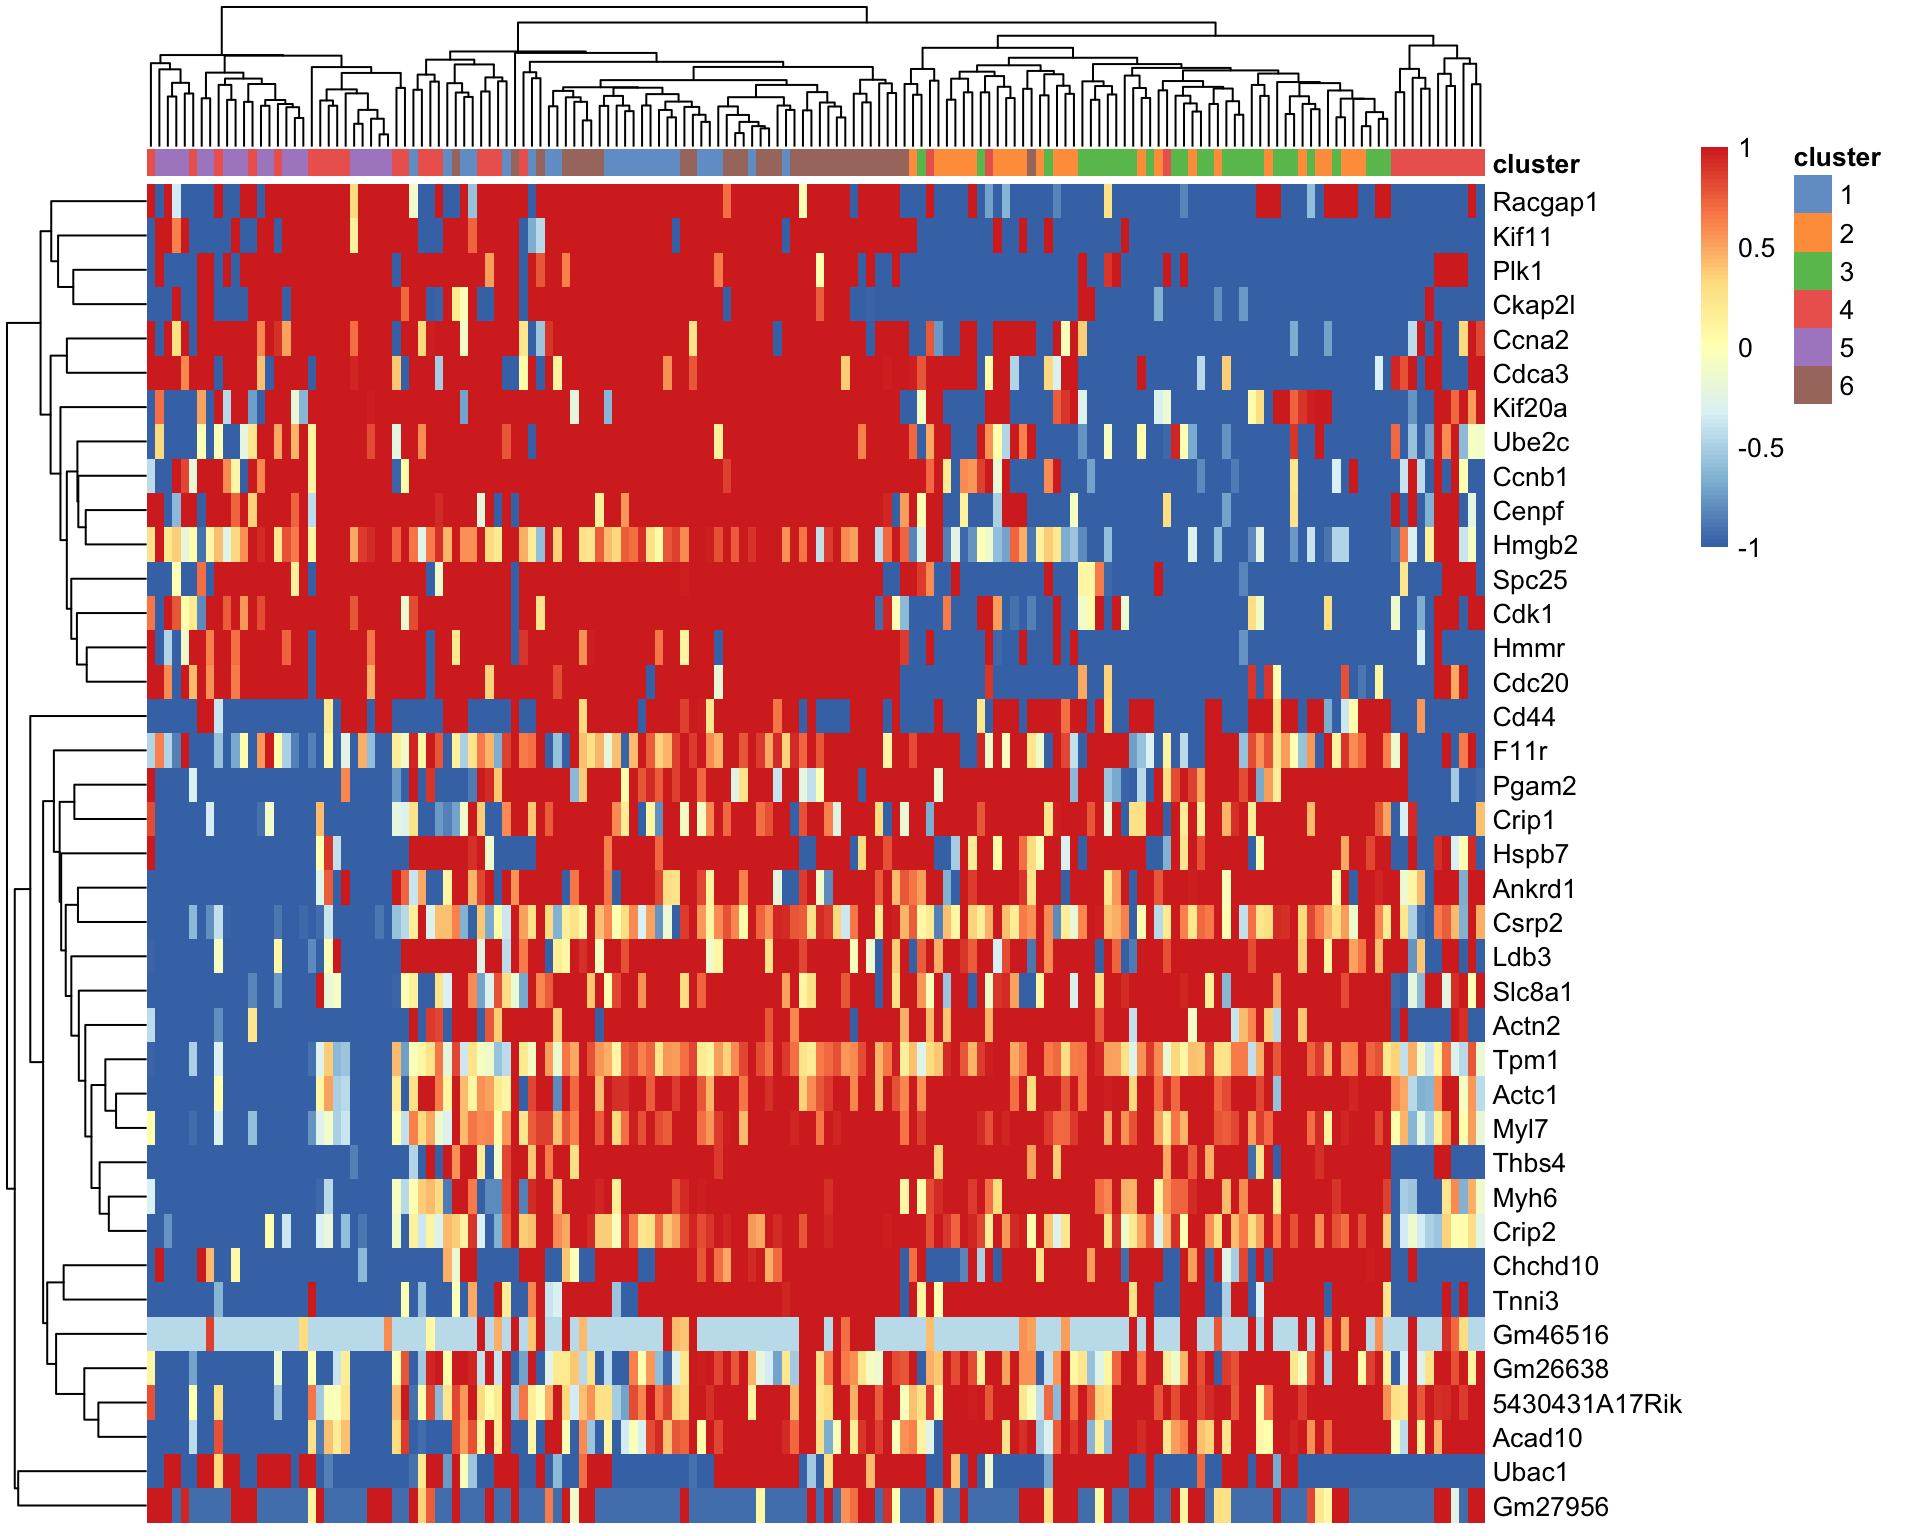 cluster
Racgap1
Kif11
Plk1
Ckap2l
Ccna2
Cdca3
Kif20a
Ube2c
Ccnb1
Cenpf
Hmgb2
Spc25
Cdk1
Hmmr
Cdc20
Cd44
F11r
Pgam2
Crip1
Hspb7
Ankrd1
Csrp2
Ldb3
Slc8a1
Actn2
Tpm1
Actc1
Myl7
Thbs4
Myh6
Crip2
Chchd10
Tnni3
Gm46516
Gm26638
5430431A17Rik
Acad10
Ubac1
Gm27956
1
0.5
0
-0.5
-1
cluster
1
2
3
4
5
6